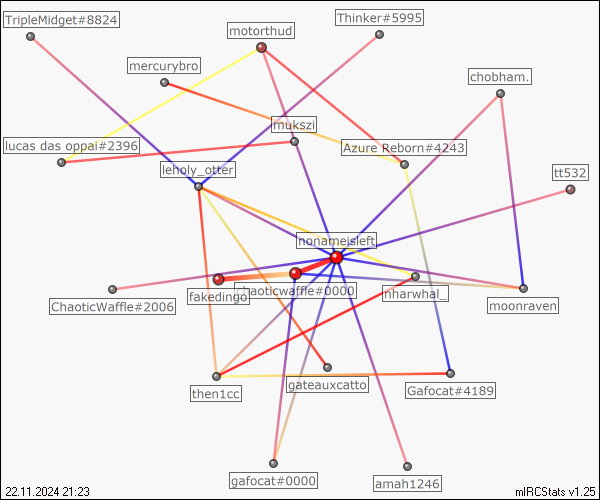 TripleMidget#8824
Thinker#5995
motorthud
mercurybro
chobham.
mukszi
lucas das oppai#2396
Azure Reborn#4243
leholy_otter
tt532
nonameisleft
fakedingo
chaoticwaffle#0000
nharwhal_
ChaoticWaffle#2006
moonraven
then1cc
gateauxcatto
Gafocat#4189
gafocat#0000
amah1246
22.11.2024 21:23
mIRCStats v1.25